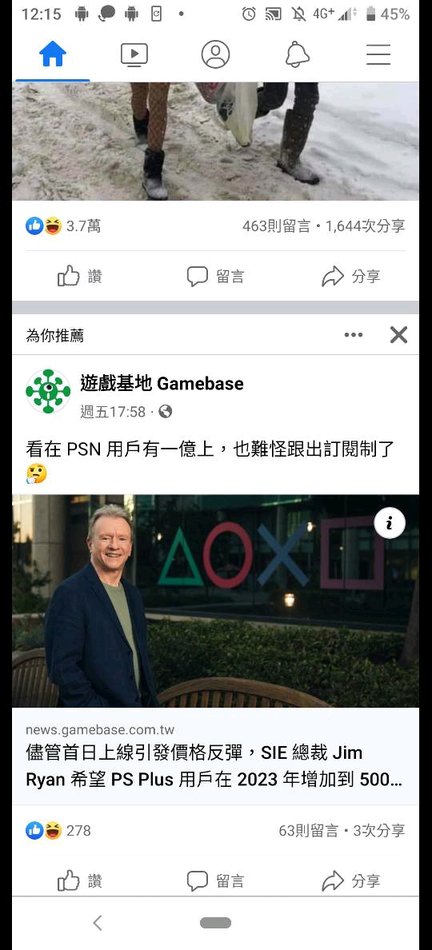 12:15 4G+ 45%
3.7萬 463則留言・1,644次分享
讚 留言 分享
為你推薦
遊戲基地 Gamebase
週五17:58 ·
看在 PSN 用戶有一億上，也難怪跟出訂閱制了
🤔
news.gamebase.com.tw
儘管首日上線引發價格反彈，SIE 總裁 Jim
Ryan 希望 PS Plus 用戶在 2023 年增加到 500...
278 63則留言・3次分享
讚 留言 分享